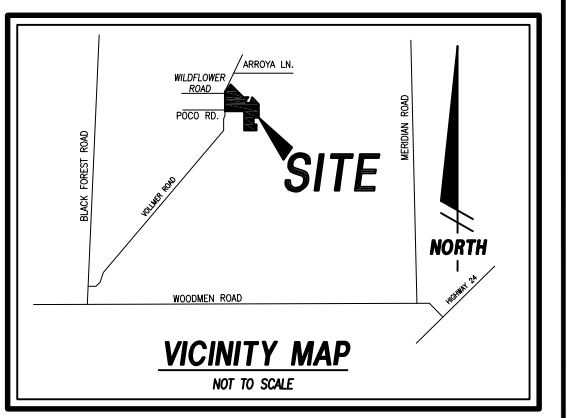 ARROYA LN.
WILDFLOWER
ROAD
POCO RD.
SITE
BLACK FOREST ROAD
VOLLMER ROAD
MERIDIAN ROAD
NORTH
HIGHWAY 24
WOODMEN ROAD
VICINITY MAP
NOT TO SCALE